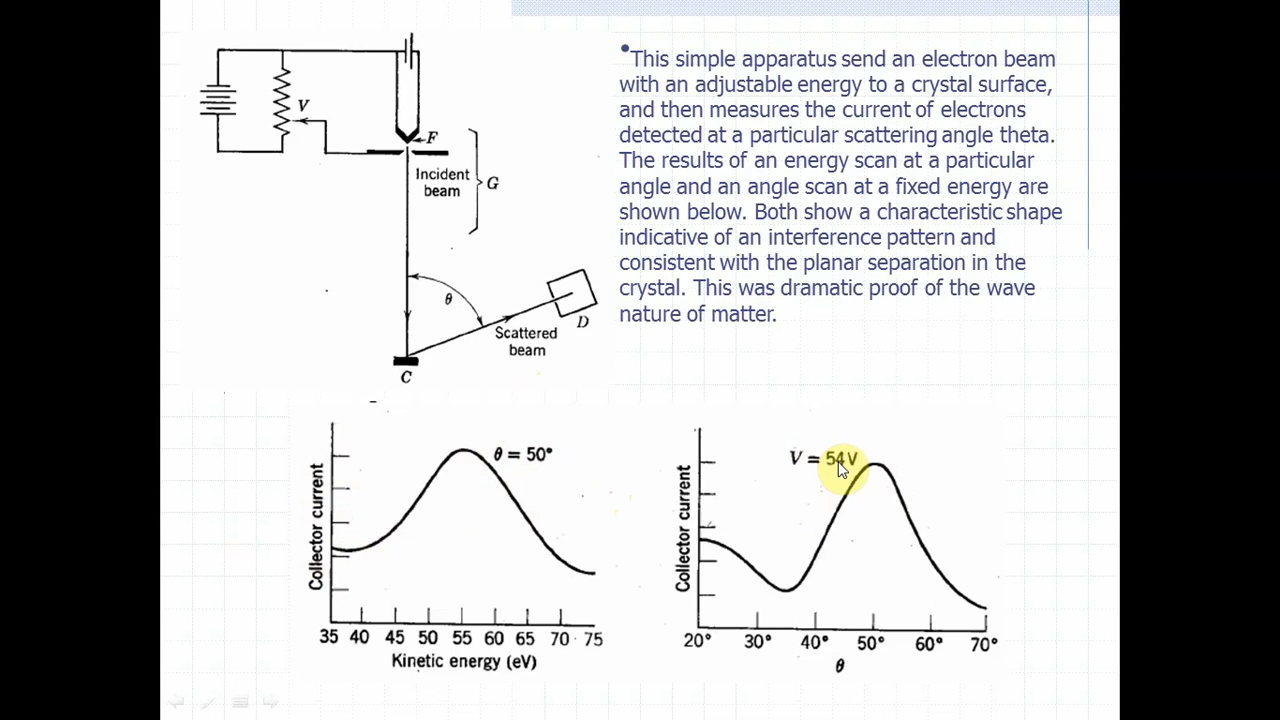 •This simple apparatus send an electron beam
with an adjustable energy to a crystal surface,
and then measures the current of electrons
detected at a particular scattering angle theta.
The results of an energy scan at a particular
angle and an angle scan at a fixed energy are
shown below. Both show a characteristic shape
indicative of an interference pattern and
consistent with the planar separation in the
crystal. This was dramatic proof of the wave
nature of matter.
V
F
Incident
beam
G
θ
D
Scattered
beam
C
θ = 50°
Collector current
35 40 45 50 55 60 65 70 75
Kinetic energy (eV)
V = 54V
Collector current
20° 30° 40° 50° 60° 70°
θ